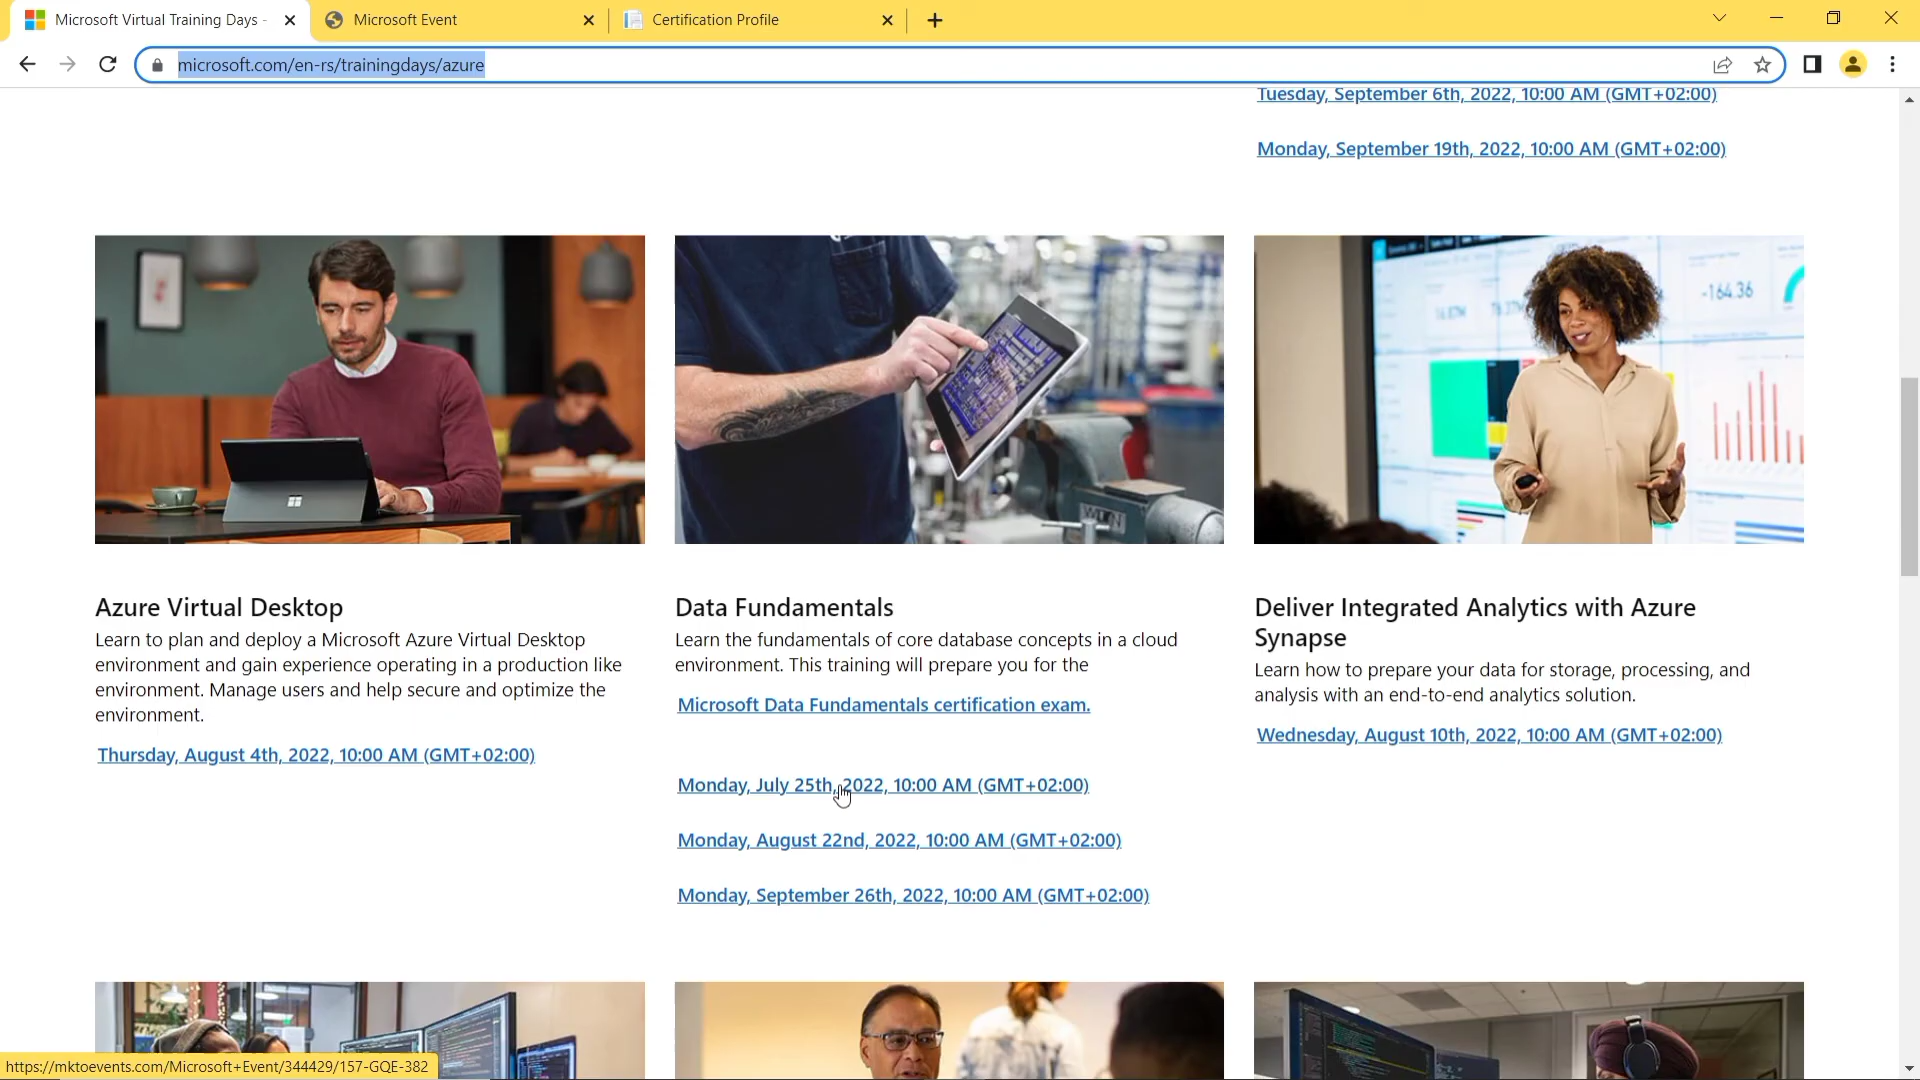 Microsoft Virtual Training Days -
Microsoft Event
Certification Profile
microsoft.com/en-rs/trainingdays/azure
Tuesday, September 6th, 2022, 10:00 AM (GMT+02:00)
Monday, September 19th, 2022, 10:00 AM (GMT+02:00)
-164.36
Azure Virtual Desktop
Learn to plan and deploy a Microsoft Azure Virtual Desktop
environment and gain experience operating in a production like
environment. Manage users and help secure and optimize the
environment.
Thursday, August 4th, 2022, 10:00 AM (GMT+02:00)
Data Fundamentals
Learn the fundamentals of core database concepts in a cloud
environment. This training will prepare you for the
Microsoft Data Fundamentals certification exam.
Monday, July 25th, 2022, 10:00 AM (GMT+02:00)
Monday, August 22nd, 2022, 10:00 AM (GMT+02:00)
Monday, September 26th, 2022, 10:00 AM (GMT+02:00)
Deliver Integrated Analytics with Azure
Synapse
Learn how to prepare your data for storage, processing, and
analysis with an end-to-end analytics solution.
Wednesday, August 10th, 2022, 10:00 AM (GMT+02:00)
https://mktoevents.com/Microsoft+Event/344429/157-GQE-382